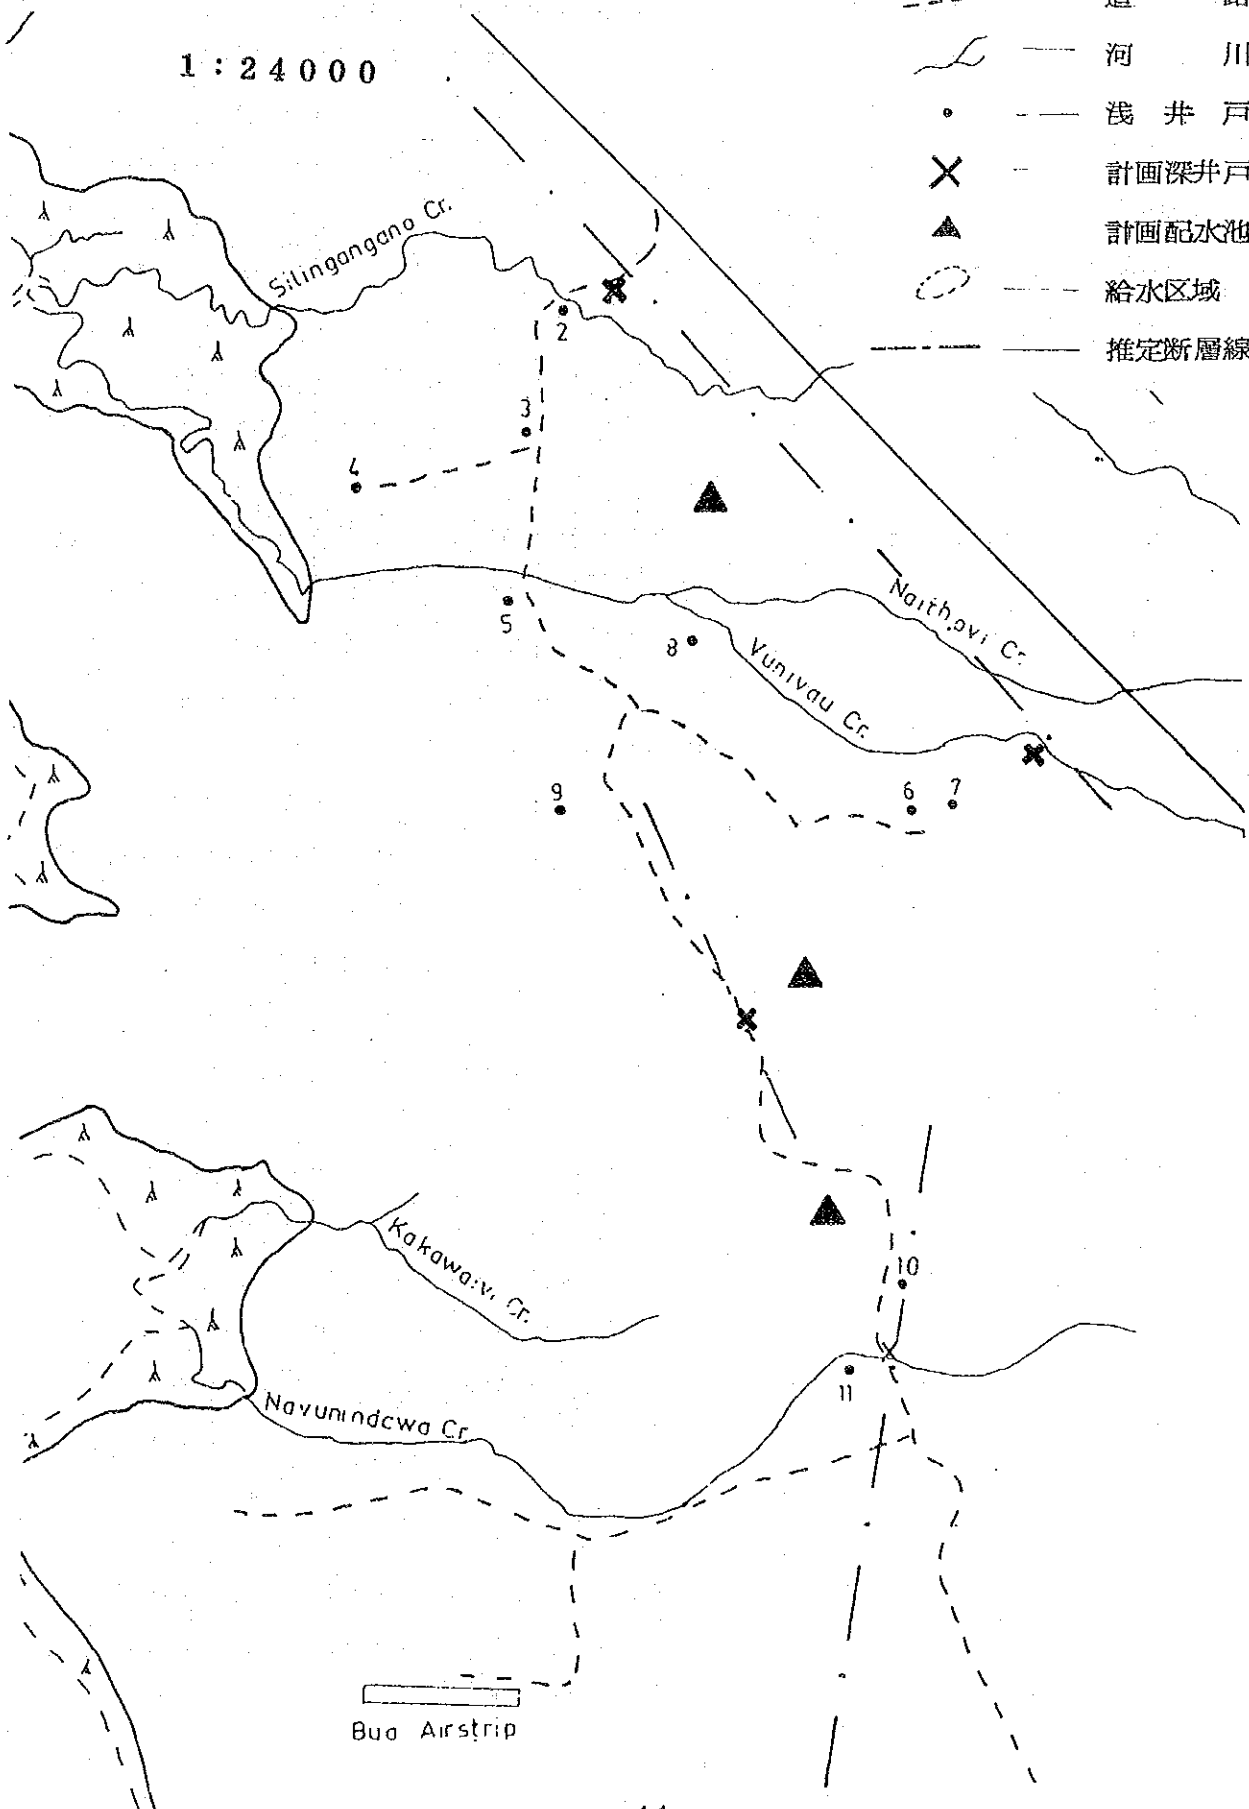 1:24000
道 路
河 川
浅井戸
計画深井戸
計画配水池
給水区域
推定断層線
Silingangano Cr.
2
3
4
5
8
Naithovi Cr.
Vunivau Cr.
9
6
7
Kakawaivi Cr.
10
11
Navunindewa Cr
Bua Airstrip